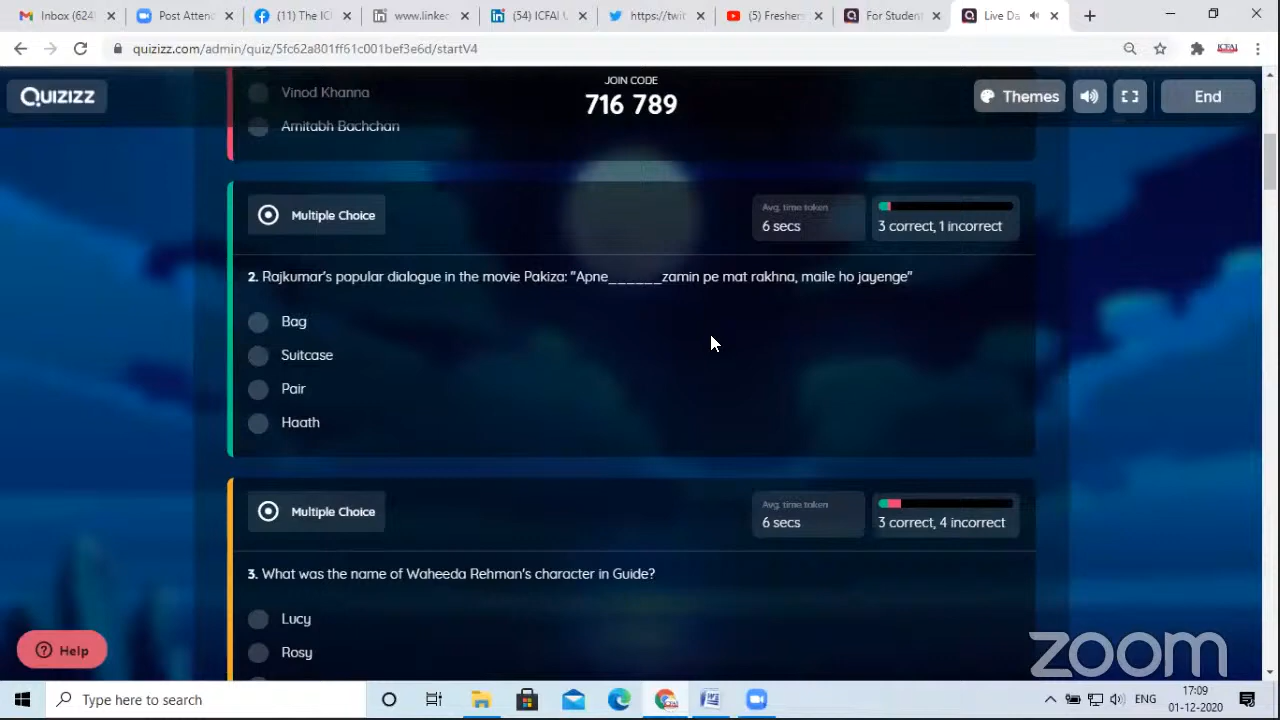 Inbox (624)
Post Atten
(11) The IC
www.linkec
(54) ICFAI U
https://twit
(5) Fresher
For Student
Live Da
quizizz.com/admin/quiz/5fc62a801ff61c001bef3e6d/startV4
Quizizz
JOIN CODE
716 789
Themes
End
Vinod Khanna
Amitabh Bachchan
Multiple Choice
Avg. time taken
6 secs
3 correct, 1 incorrect
2. Rajkumar's popular dialogue in the movie Pakiza: "Apne______zamin pe mat rakhna, maile ho jayenge"
Bag
Suitcase
Pair
Haath
Multiple Choice
Avg. time taken
6 secs
3 correct, 4 incorrect
3. What was the name of Waheeda Rehman's character in Guide?
Lucy
Rosy
Help
zoom
Type here to search
ENG
17:09
01-12-2020